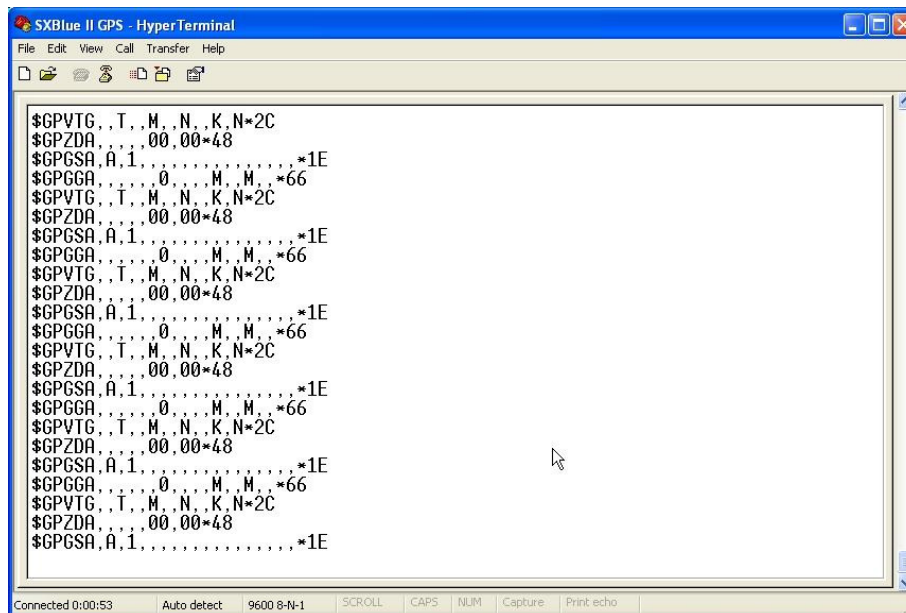 SXBlue II GPS - HyperTerminal
File Edit View Call Transfer Help
$GPVTG,,T,,M,,N,,K,N*2C
$GPZDA,,,,,00,00*48
$GPGSA,A,1,,,,,,,,,,,,,,,*1E
$GPGGA,,,,,,0,,,,M,,M,,*66
$GPVTG,,T,,M,,N,,K,N*2C
$GPZDA,,,,,00,00*48
$GPGSA,A,1,,,,,,,,,,,,,,,*1E
$GPGGA,,,,,,0,,,,M,,M,,*66
$GPVTG,,T,,M,,N,,K,N*2C
$GPZDA,,,,,00,00*48
$GPGSA,A,1,,,,,,,,,,,,,,,*1E
$GPGGA,,,,,,0,,,,M,,M,,*66
$GPVTG,,T,,M,,N,,K,N*2C
$GPZDA,,,,,00,00*48
$GPGSA,A,1,,,,,,,,,,,,,,,*1E
$GPGGA,,,,,,0,,,,M,,M,,*66
$GPVTG,,T,,M,,N,,K,N*2C
$GPZDA,,,,,00,00*48
$GPGSA,A,1,,,,,,,,,,,,,,,*1E
$GPGGA,,,,,,0,,,,M,,M,,*66
$GPVTG,,T,,M,,N,,K,N*2C
$GPZDA,,,,,00,00*48
$GPGSA,A,1,,,,,,,,,,,,,,,*1E
Connected 0:00:53 Auto detect 9600 8-N-1 SCROLL CAPS NUM Capture Print echo